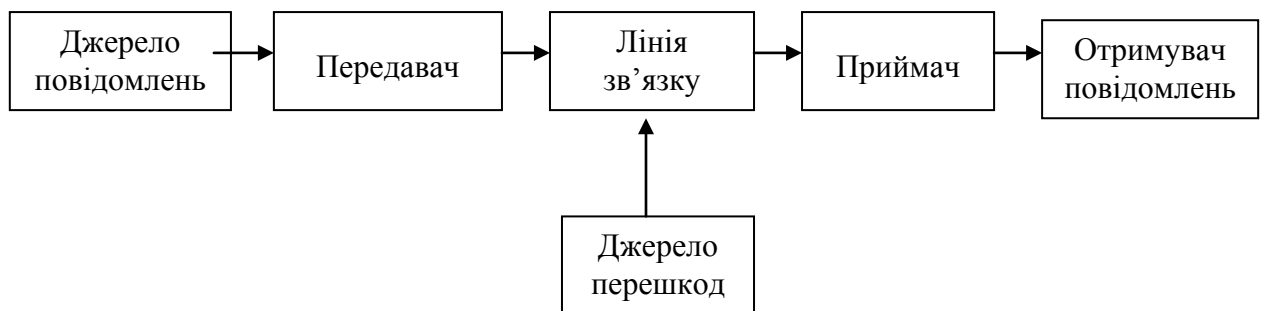 Джерело
повідомлень
Передавач
Лінія
зв’язку
Приймач
Отримувач
повідомлень
Джерело
перешкод